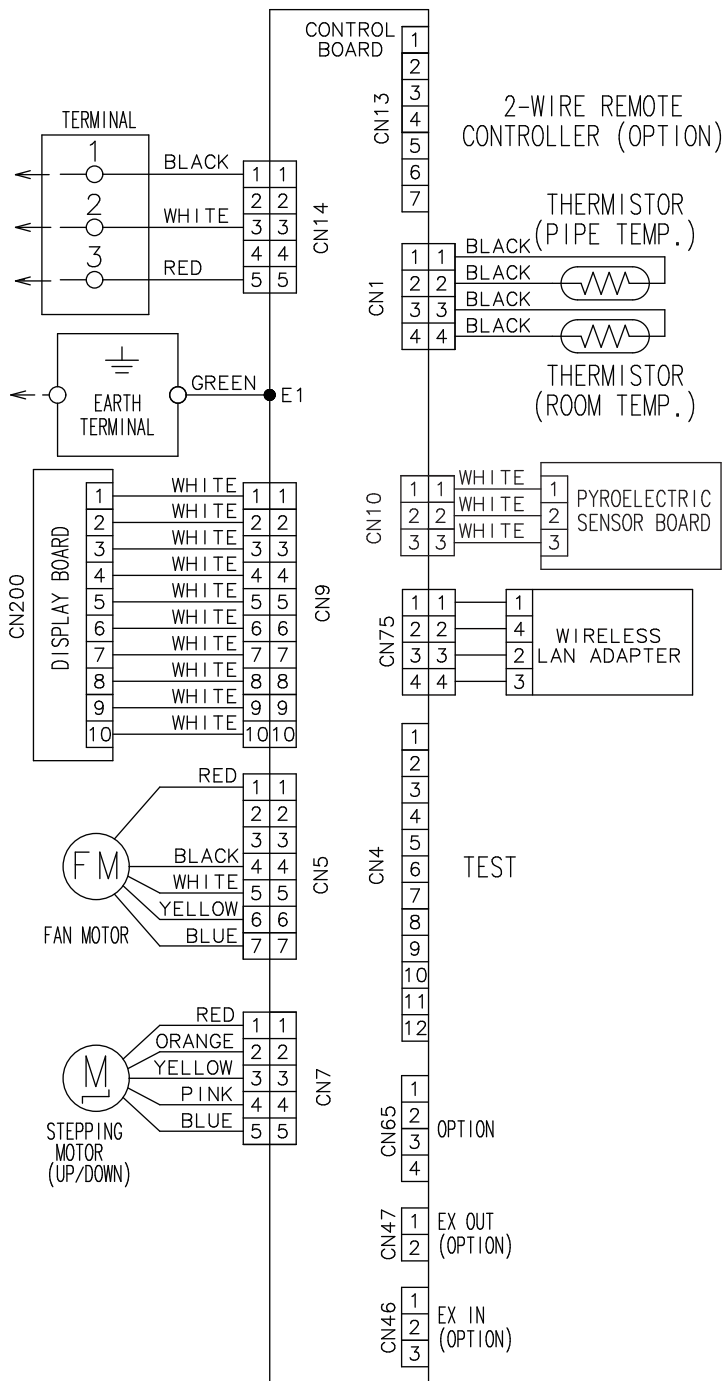 CONTROL
BOARD
CN13
1
2
3
4
5
6
7
2-WIRE REMOTE
CONTROLLER (OPTION)
TERMINAL
1
2
3
BLACK
WHITE
RED
1 1
2 2
3 3
4 4
5 5
CN14
THERMISTOR
(PIPE TEMP.)
CN1
1 1
2 2
3 3
4 4
BLACK
BLACK
BLACK
BLACK
THERMISTOR
(ROOM TEMP.)
EARTH
TERMINAL
GREEN
E1
CN200
DISPLAY BOARD
1
2
3
4
5
6
7
8
9
10
WHITE
WHITE
WHITE
WHITE
WHITE
WHITE
WHITE
WHITE
WHITE
WHITE
1 1
2 2
3 3
4 4
5 5
6 6
7 7
8 8
9 9
10 10
CN9
CN10
1 1
2 2
3 3
WHITE
WHITE
WHITE
1
2
3
PYROELECTRIC
SENSOR BOARD
CN75
1 1
2 2
3 3
4 4
1
4
2
3
WIRELESS
LAN ADAPTER
FM
FAN MOTOR
RED
BLACK
WHITE
YELLOW
BLUE
1 1
2 2
3 3
4 4
5 5
6 6
7 7
CN5
CN4
1
2
3
4
5
6
7
8
9
10
11
12
TEST
M
STEPPING
MOTOR
(UP/DOWN)
RED
ORANGE
YELLOW
PINK
BLUE
1 1
2 2
3 3
4 4
5 5
CN7
CN65
1
2
3
4
OPTION
CN47
1
2
EX OUT
(OPTION)
CN46
1
2
3
EX IN
(OPTION)